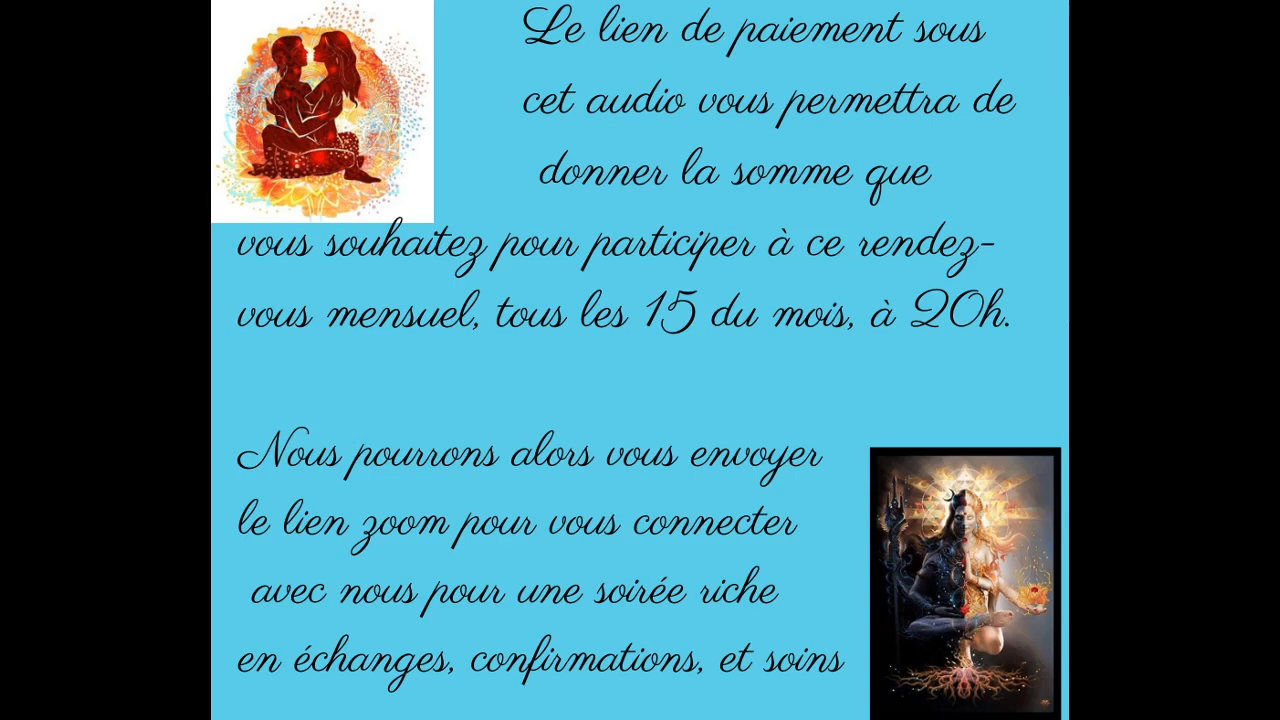 Le lien de paiement sous
cet audio vous permettra de
donner la somme que
vous souhaitez pour participer à ce rendez-
vous mensuel, tous les 15 du mois, à 20h.
Nous pourrons alors vous envoyer
le lien zoom pour vous connecter
avec nous pour une soirée riche
en échanges, confirmations, et soins